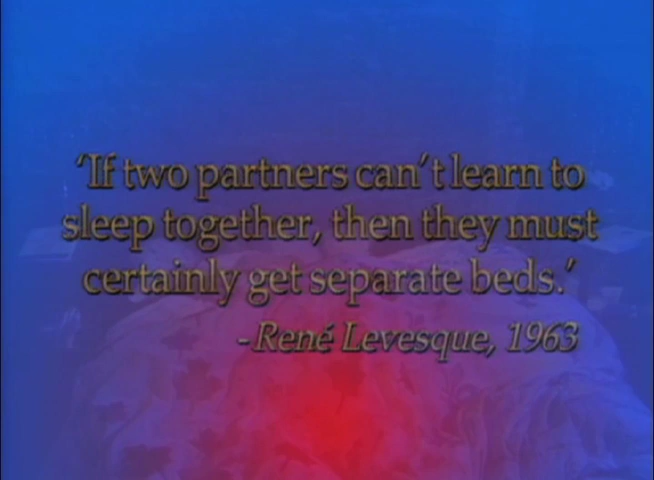 ‘If two partners can’t learn to
sleep together, then they must
certainly get separate beds.’
-René Levesque, 1963